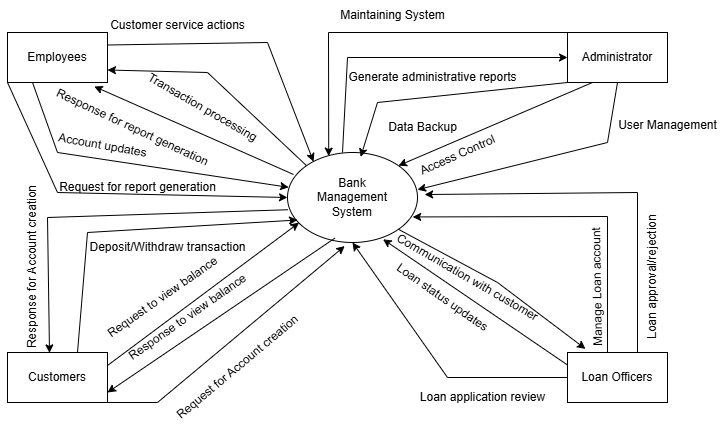 Maintaining System
Customer service actions
Employees
Administrator
Transaction processing
Generate administrative reports
Response for report generation
Data Backup
User Management
Account updates
Access Control
Request for report generation
Bank
Management
System
Response for Account creation
Deposit/Withdraw transaction
Communication with customer
Request to view balance
Response to view balance
Loan status updates
Manage Loan account
Loan approval/rejection
Request for Account creation
Customers
Loan Officers
Loan application review